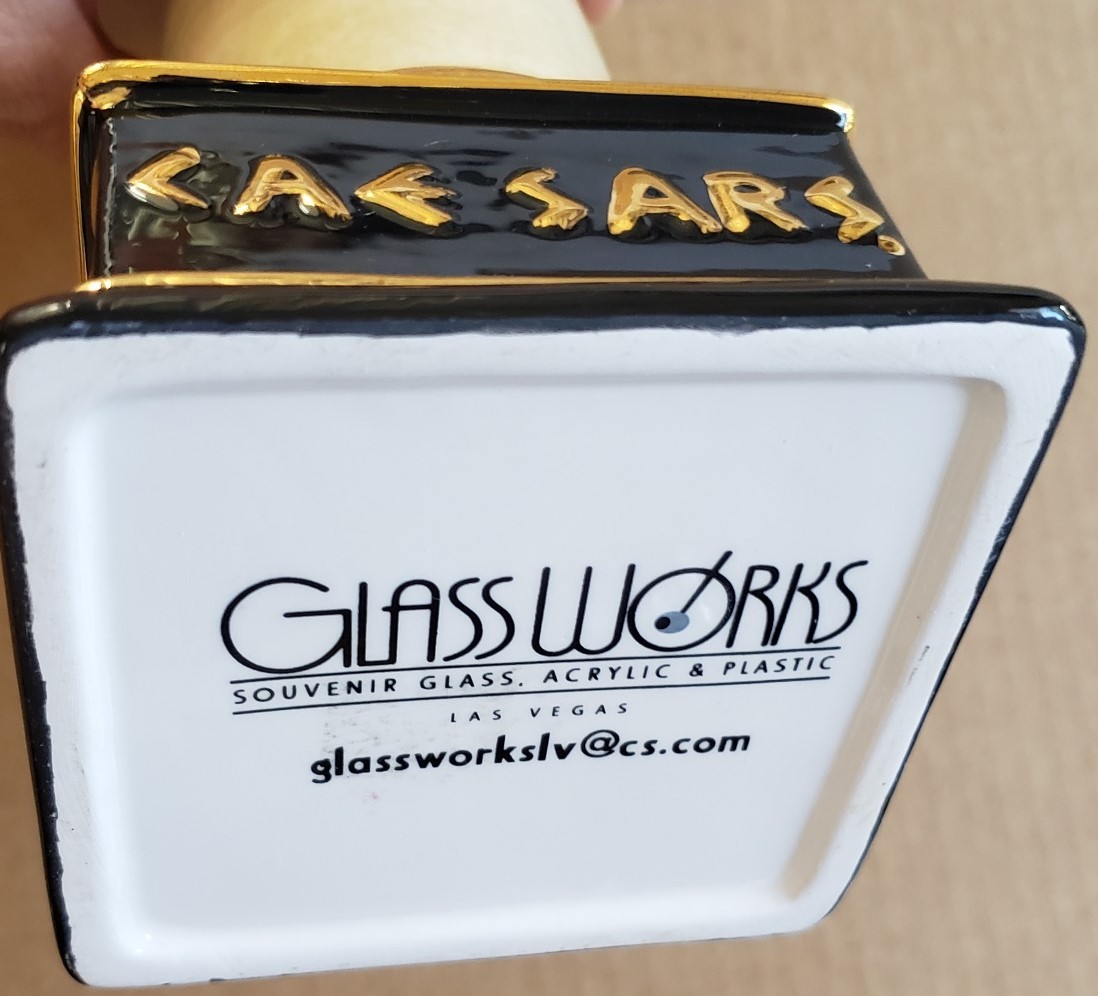 CAESARS.
GLASSWORKS
SOUVENIR GLASS, ACRYLIC & PLASTIC
LAS VEGAS
glassworkslv@cs.com